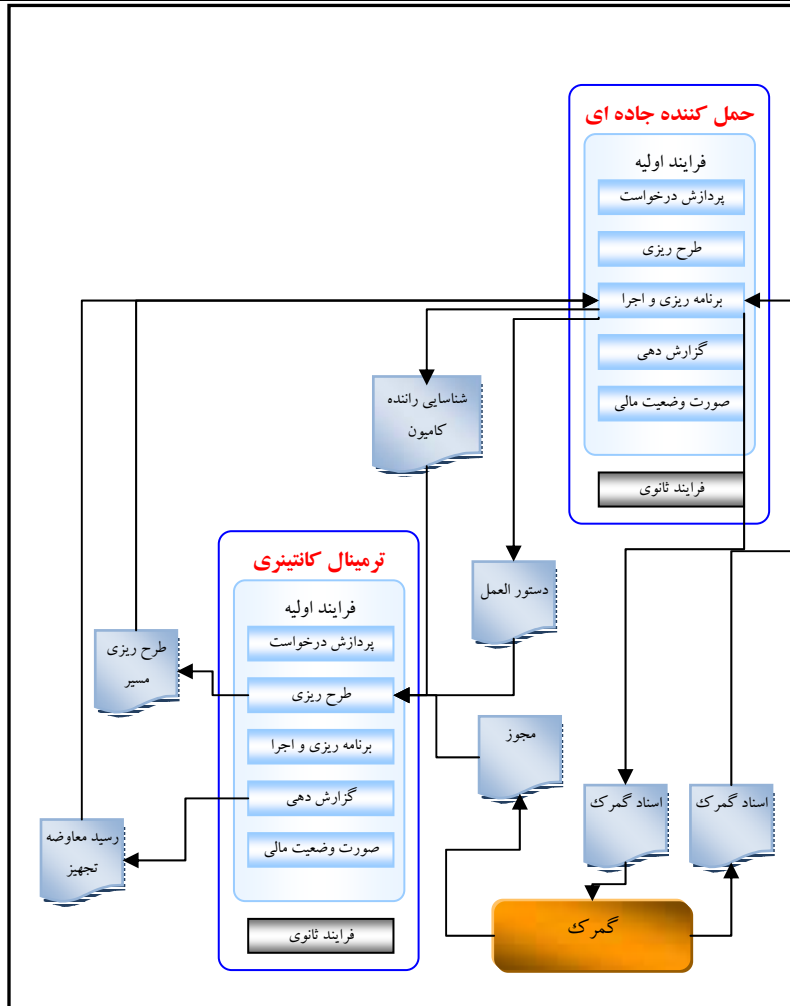 حمل کننده جاده ای
فرایند اولیه
پردازش درخواست
طرح ریزی
برنامه ریزی و اجرا
گزارش دهی
صورت وضعیت مالی
فرایند ثانوی
شناسایی راننده
کامیون
دستور العمل
ترمینال کانتینری
فرایند اولیه
پردازش درخواست
طرح ریزی
برنامه ریزی و اجرا
گزارش دهی
صورت وضعیت مالی
فرایند ثانوی
طرح ریزی
مسیر
رسید معاوضه
تجهیز
مجوز
اسناد گمرک
اسناد گمرک
گمرک